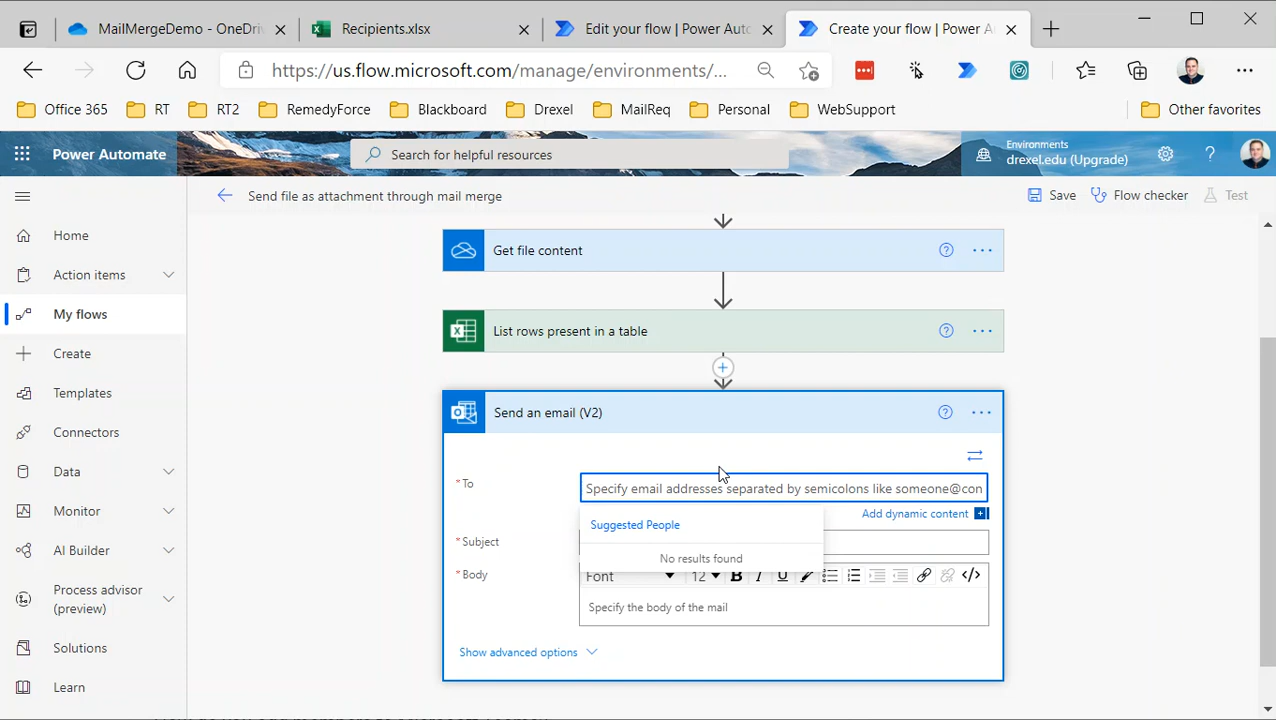 MailMergeDemo - OneDriv
Recipients.xlsx
Edit your flow | Power Auto
Create your flow | Power A
https://us.flow.microsoft.com/manage/environments/...
Office 365
RT
RT2
RemedyForce
Blackboard
Drexel
MailReq
Personal
WebSupport
Other favorites
Power Automate
Search for helpful resources
Environments
drexel.edu (Upgrade)
Send file as attachment through mail merge
Save
Flow checker
Test
Home
Action items
My flows
Create
Templates
Connectors
Data
Monitor
AI Builder
Process advisor
(preview)
Solutions
Learn
Get file content
List rows present in a table
Send an email (V2)
* To
Specify email addresses separated by semicolons like someone@con
Add dynamic content
Suggested People
No results found
* Subject
* Body
Font
12
Specify the body of the mail
Show advanced options